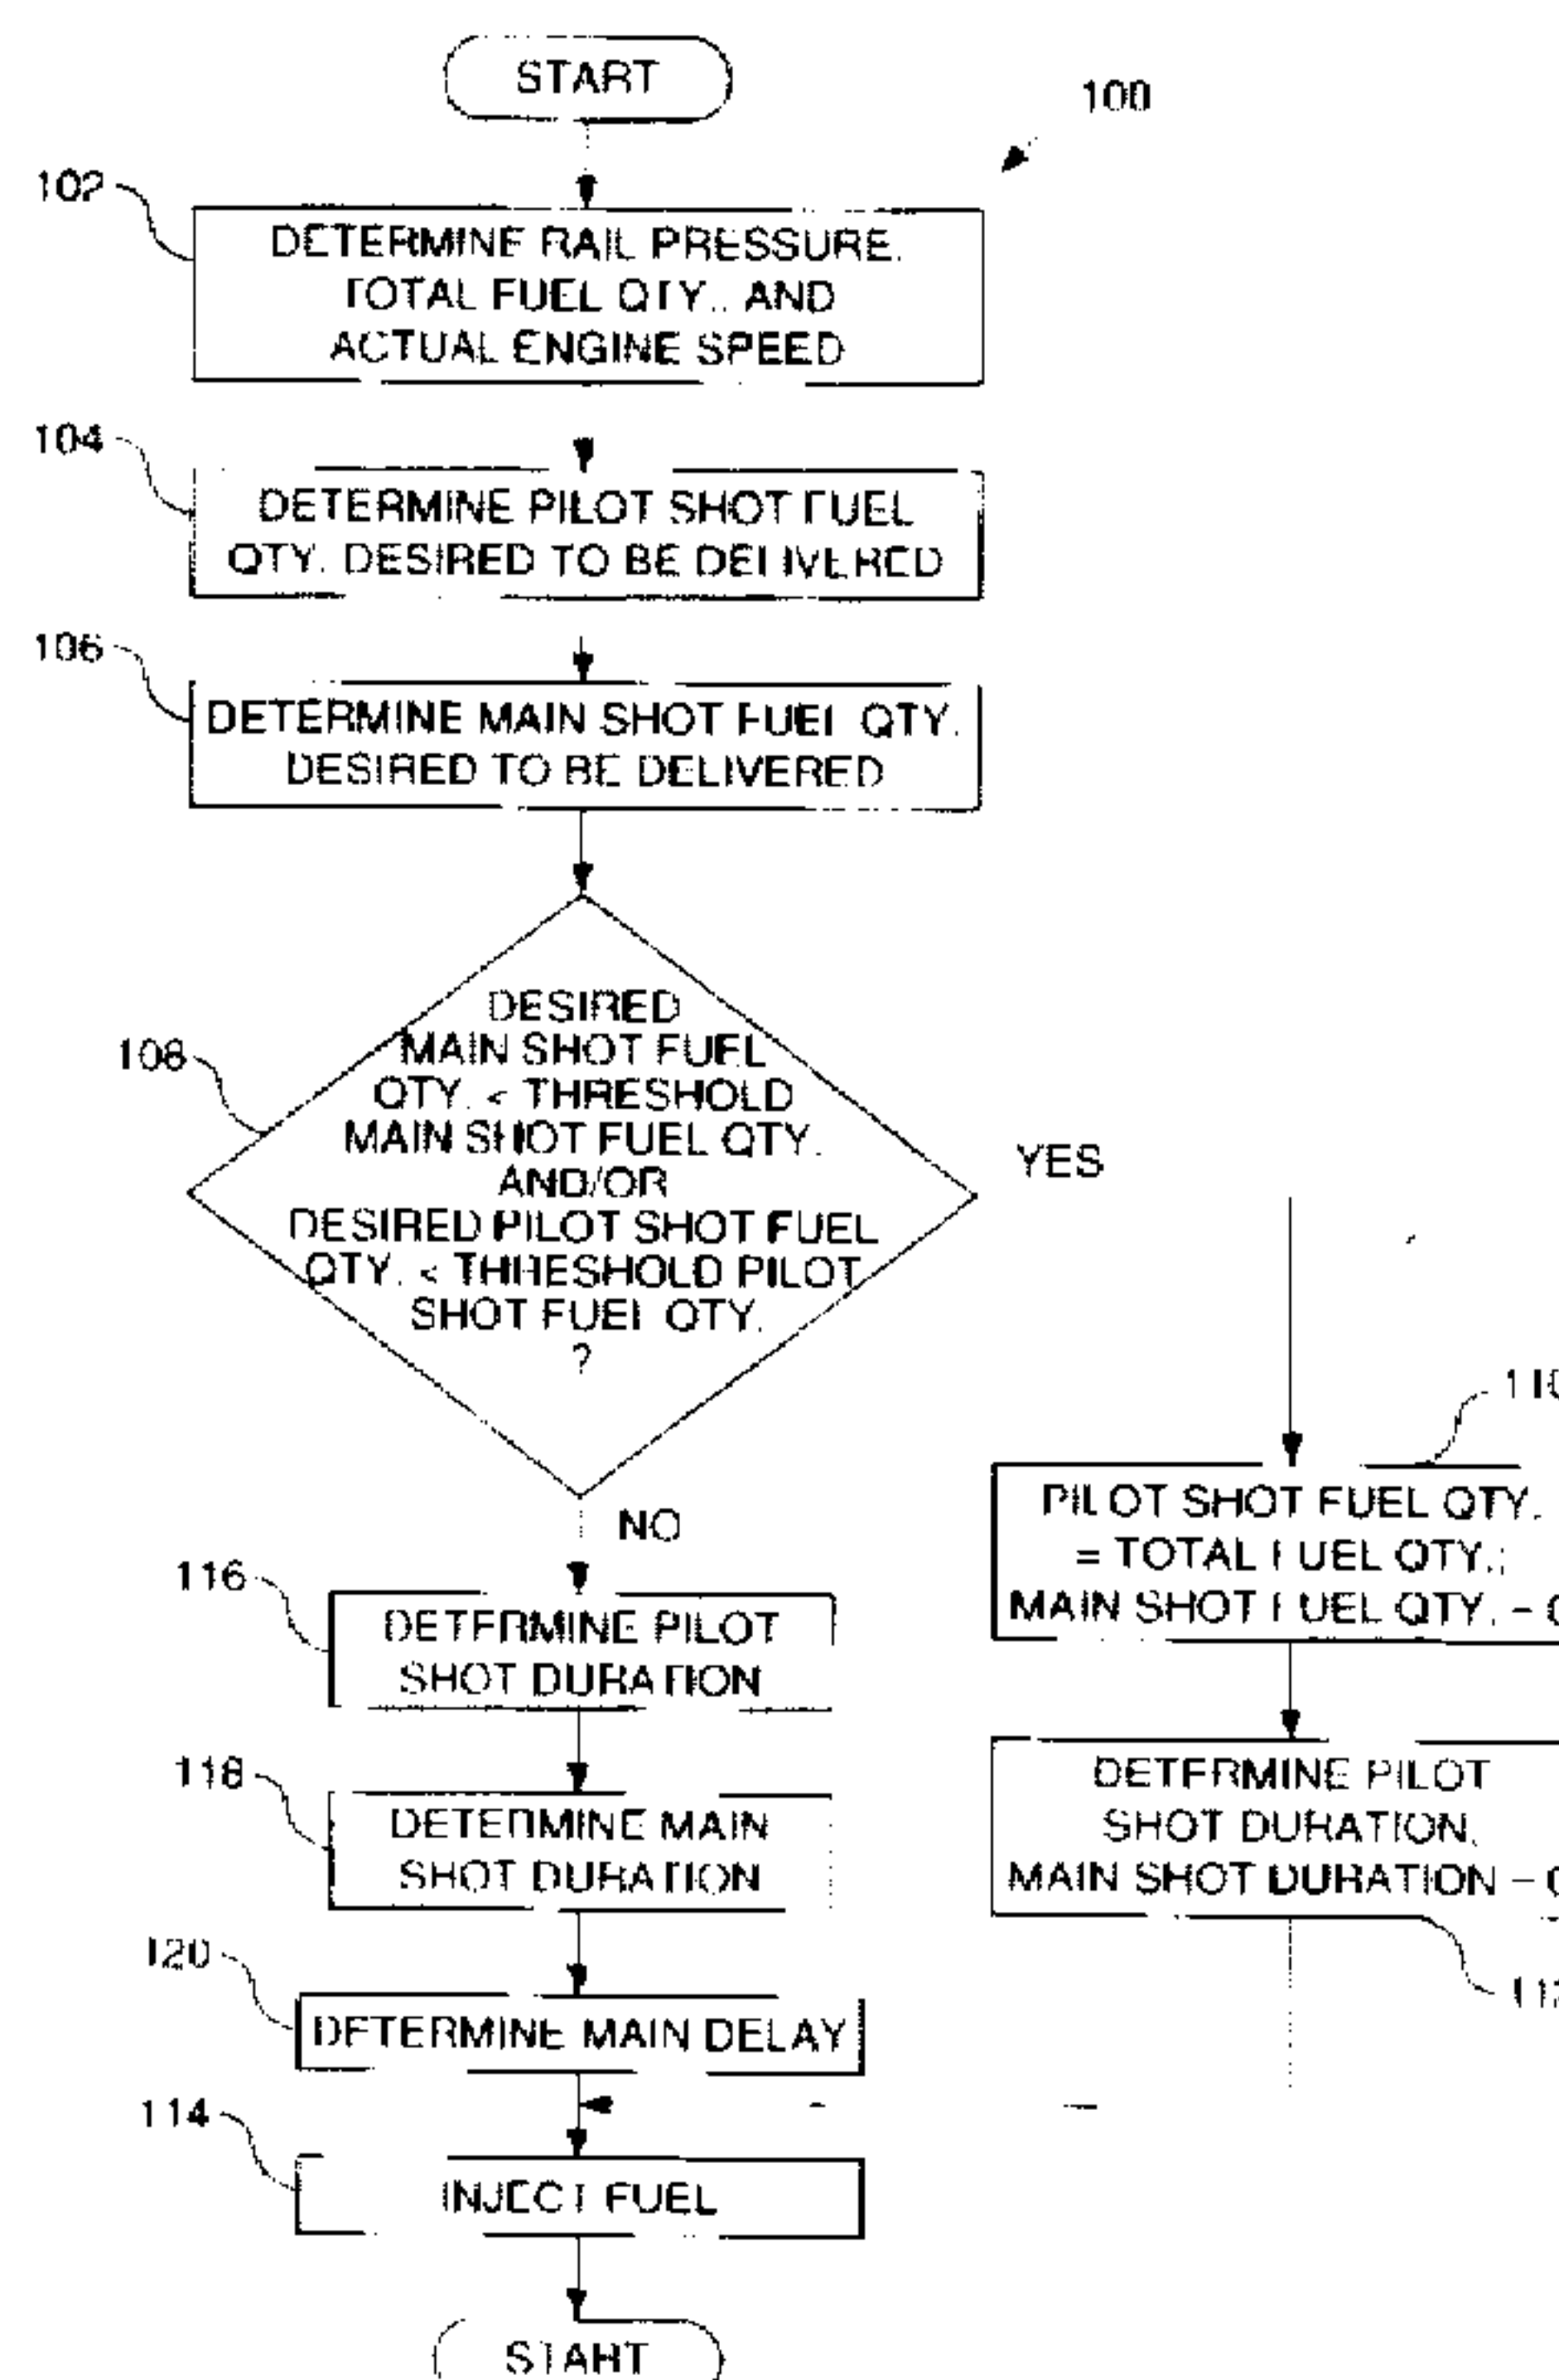 START
100
102
DETERMINE RAIL PRESSURE,
TOTAL FUEL QTY., AND
ACTUAL ENGINE SPEED
104
DETERMINE PILOT SHOT FUEL
QTY. DESIRED TO BE DELIVERED
106
DETERMINE MAIN SHOT FUEL QTY.
DESIRED TO BE DELIVERED
108
DESIRED
MAIN SHOT FUEL
QTY. < THRESHOLD
MAIN SHOT FUEL QTY.
AND/OR
DESIRED PILOT SHOT FUEL
QTY. < THRESHOLD PILOT
SHOT FUEL QTY.
?
YES
NO
110
PILOT SHOT FUEL QTY.
= TOTAL FUEL QTY.;
MAIN SHOT FUEL QTY. =
116
DETERMINE PILOT
SHOT DURATION
DETERMINE PILOT
SHOT DURATION,
MAIN SHOT DURATION =
118
DETERMINE MAIN
SHOT DURATION
120
DETERMINE MAIN DELAY
114
INJECT FUEL
START